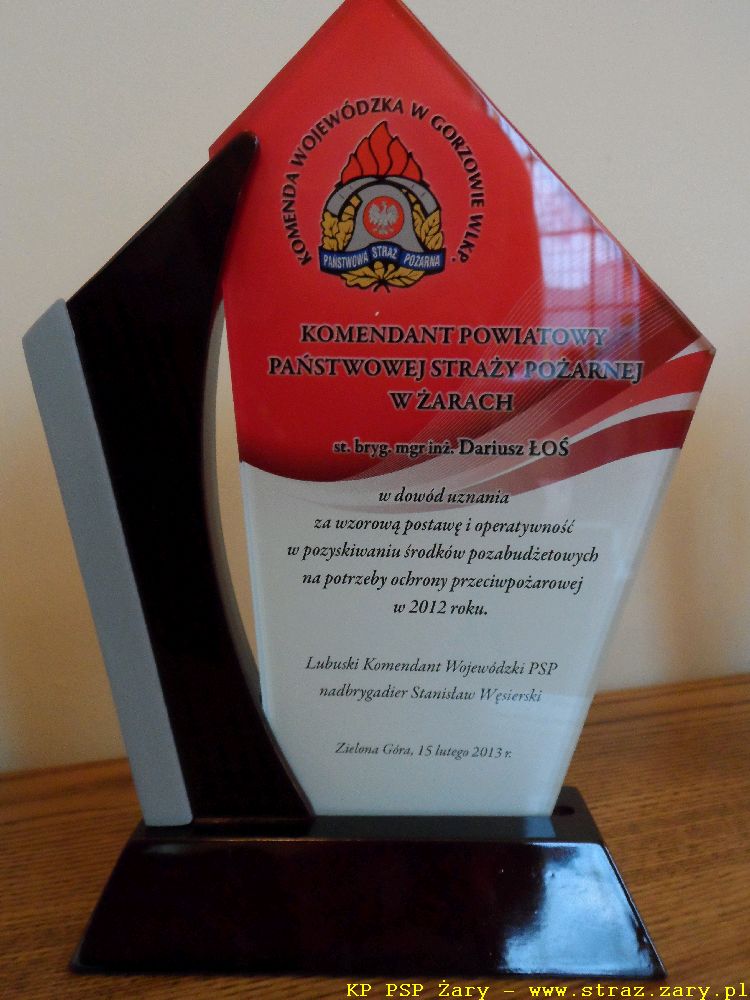 KOMENDA WOJEWÓDZKA W GORZOWIE WLKP.
PAŃSTWOWA STRAŻ POŻARNA
KOMENDANT POWIATOWY
PAŃSTWOWEJ STRAŻY POŻARNEJ
W ŻARACH
st. bryg. mgr inż. Dariusz ŁOŚ
w dowód uznania
za wzorową postawę i operatywność
w pozyskiwaniu środków pozabudżetowych
na potrzeby ochrony przeciwpożarowej
w 2012 roku.
Lubuski Komendant Wojewódzki PSP
nadbrygadier Stanisław Węsierski
Zielona Góra, 15 lutego 2013 r.
KP PSP Żary - www.straz.zary.pl